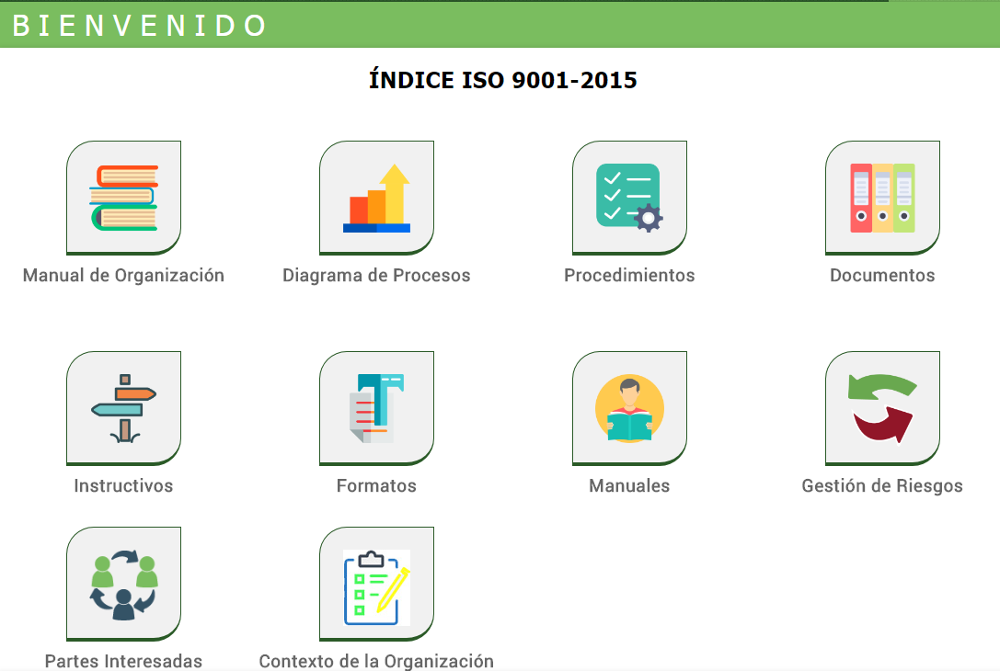 BIENVENIDO
ÍNDICE ISO 9001-2015
Manual de Organización
Diagrama de Procesos
Procedimientos
Documentos
Instructivos
Formatos
Manuales
Gestión de Riesgos
Partes Interesadas
Contexto de la Organización